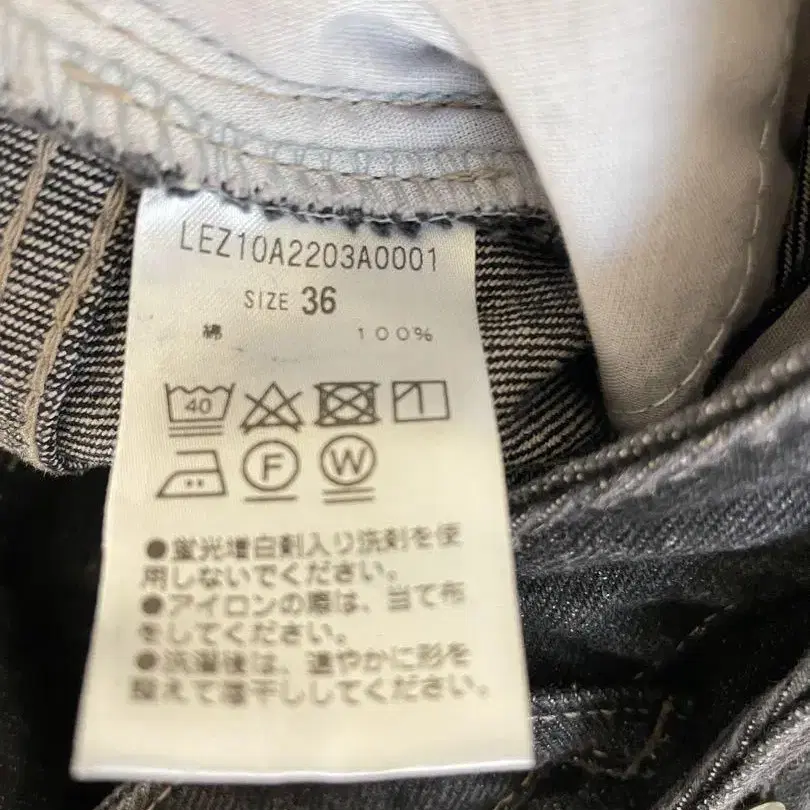 LEZ10A2203A0001
SIZE 36
綿 100%
40
F W
●蛍光増白剤入り洗剤を使
用しないでください。
●アイロンの際は、当て布
をしてください。
●洗濯後は、速やかに形を
整えて陰干ししてください。